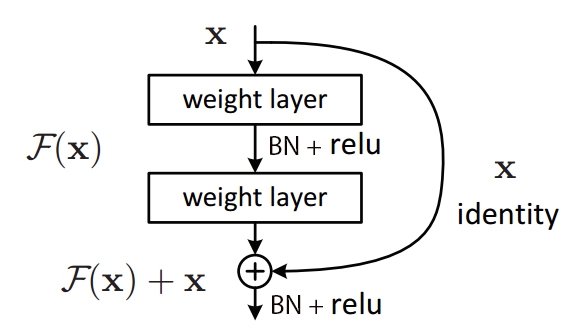 x
weight layer
F(x)
BN + relu
x
weight layer
identity
F(x) + x
BN + relu